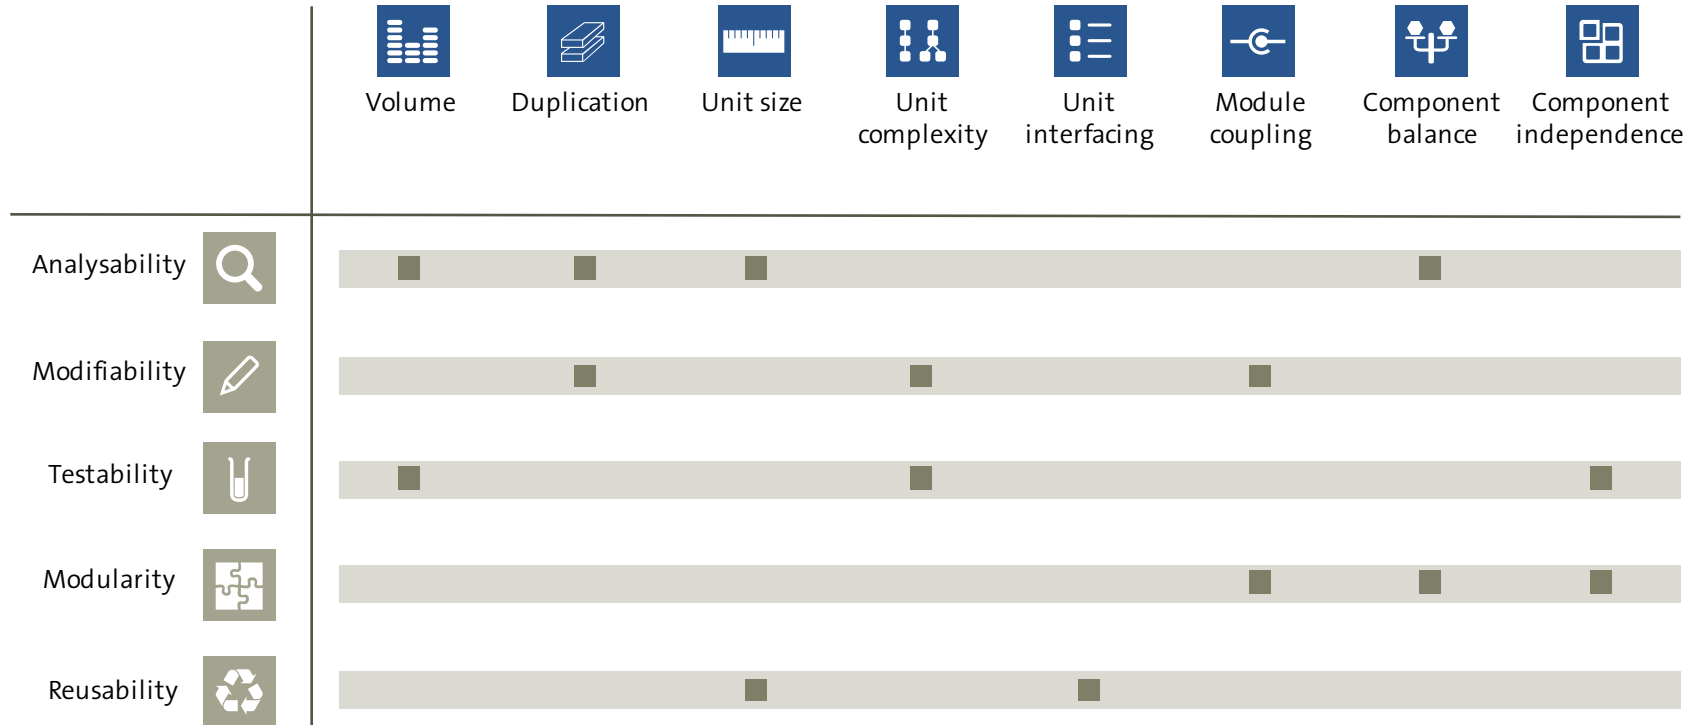 Volume
Duplication
Unit size
Unit
complexity
Unit
interfacing
Module
coupling
Component
balance
Component
independence
Analysability
Modifiability
Testability
Modularity
Reusability